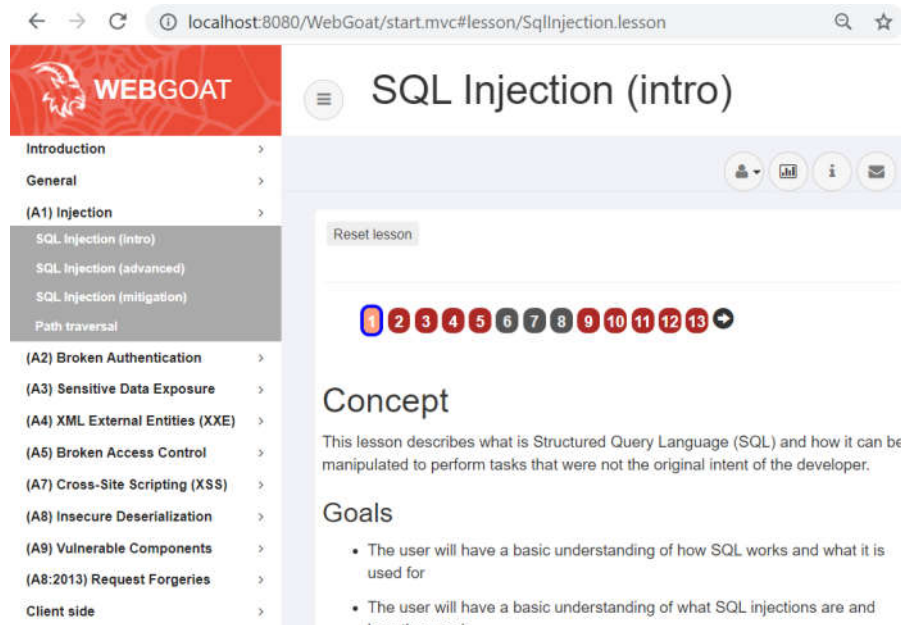 localhost:8080/WebGoat/start.mvc#lesson/SqlInjection.lesson
WEBGOAT
SQL Injection (intro)
Introduction
General
(A1) Injection
SQL Injection (intro)
SQL Injection (advanced)
SQL Injection (mitigation)
Path traversal
(A2) Broken Authentication
(A3) Sensitive Data Exposure
(A4) XML External Entities (XXE)
(A5) Broken Access Control
(A7) Cross-Site Scripting (XSS)
(A8) Insecure Deserialization
(A9) Vulnerable Components
(A8:2013) Request Forgeries
Client side
Reset lesson
1 2 3 4 5 6 7 8 9 10 11 12 13
Concept
This lesson describes what is Structured Query Language (SQL) and how it can be
manipulated to perform tasks that were not the original intent of the developer.
Goals
• The user will have a basic understanding of how SQL works and what it is
used for
• The user will have a basic understanding of what SQL injections are and